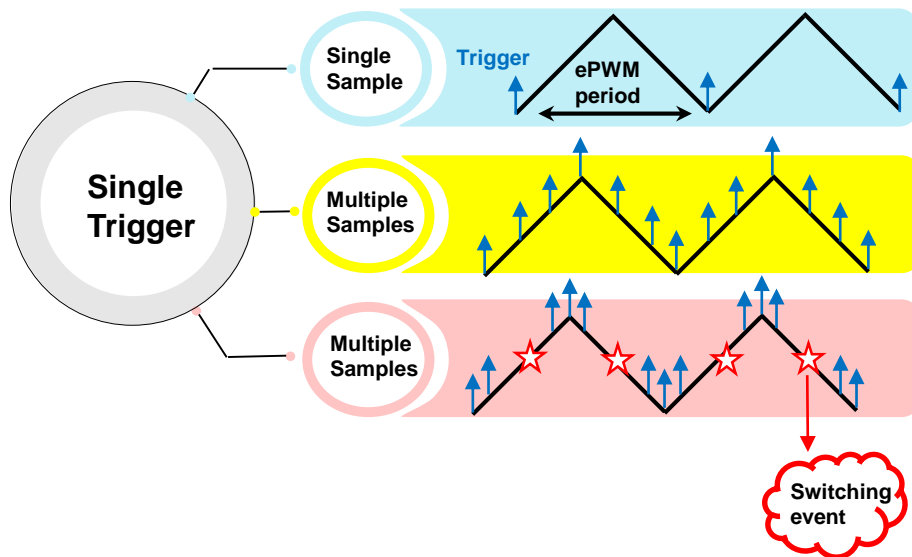 Single
Trigger
Single
Sample
Trigger
ePWM
period
Multiple
Samples
Multiple
Samples
Switching
event